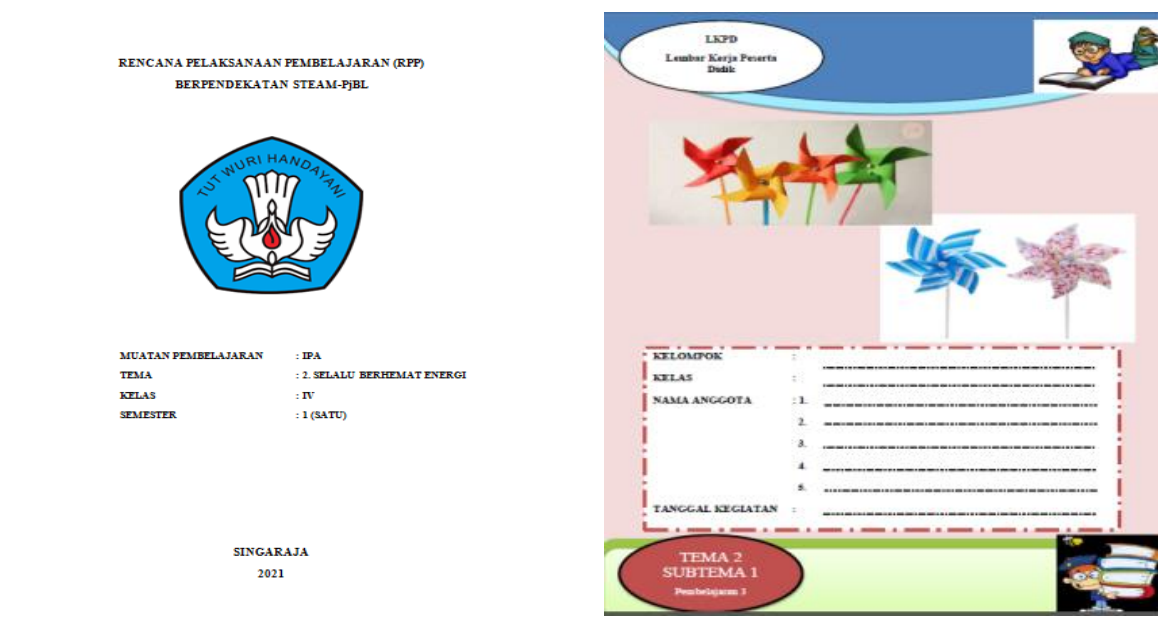 RENCANA PELAKSANAAN PEMBELAJARAN (RPP)
BERPENDEKATAN STEAM-PjBL
TUT WURI HANDAYANI
MUATAN PEMBELAJARAN : IPA
TEMA : 2. SELALU BERHEMAT ENERGI
KELAS : IV
SEMESTER : 1 (SATU)
SINGARAJA
2021
LKPD
Lembar Kerja Peserta
Didik
KELOMPOK :
KELAS :
NAMA ANGGOTA : 1.
2.
3.
4.
5.
TANGGAL KEGIATAN :
TEMA 2
SUBTEMA 1
Pembelajaran 3